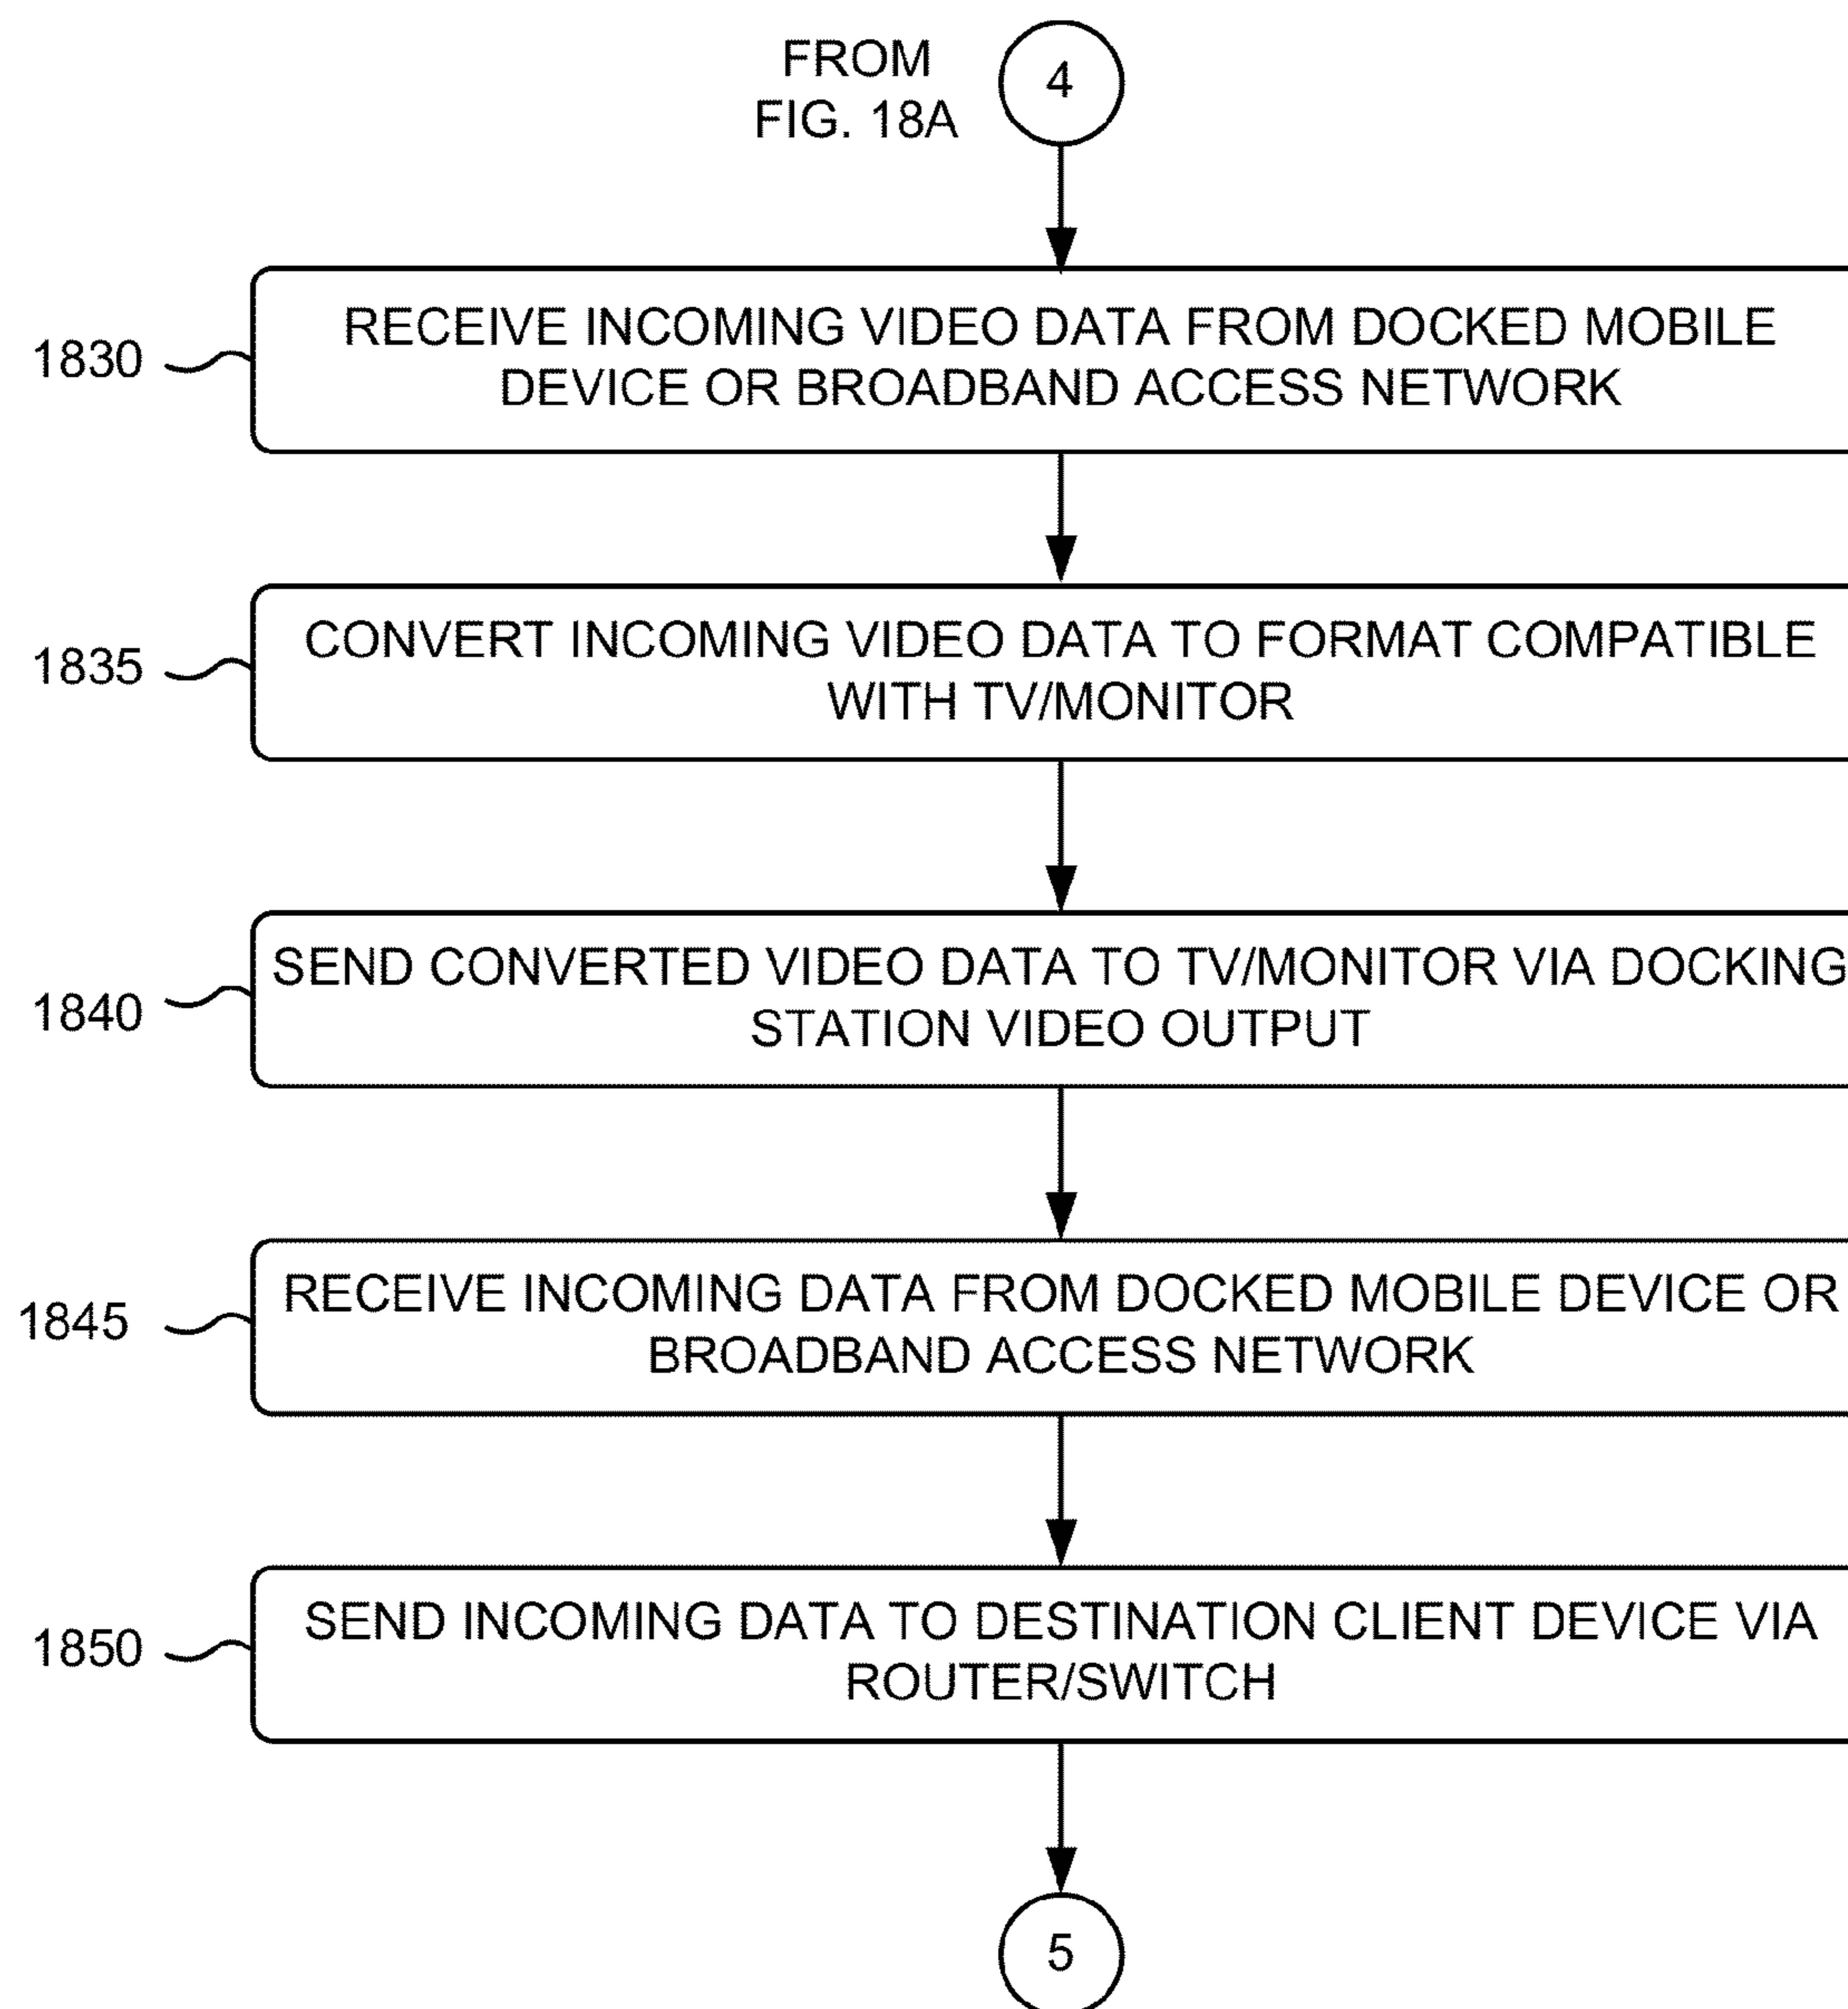 FROM
FIG. 18A
4
1830
RECEIVE INCOMING VIDEO DATA FROM DOCKED MOBILE
DEVICE OR BROADBAND ACCESS NETWORK
1835
CONVERT INCOMING VIDEO DATA TO FORMAT COMPATIBLE
WITH TV/MONITOR
1840
SEND CONVERTED VIDEO DATA TO TV/MONITOR VIA DOCKING
STATION VIDEO OUTPUT
1845
RECEIVE INCOMING DATA FROM DOCKED MOBILE DEVICE OR
BROADBAND ACCESS NETWORK
1850
SEND INCOMING DATA TO DESTINATION CLIENT DEVICE VIA
ROUTER/SWITCH
5